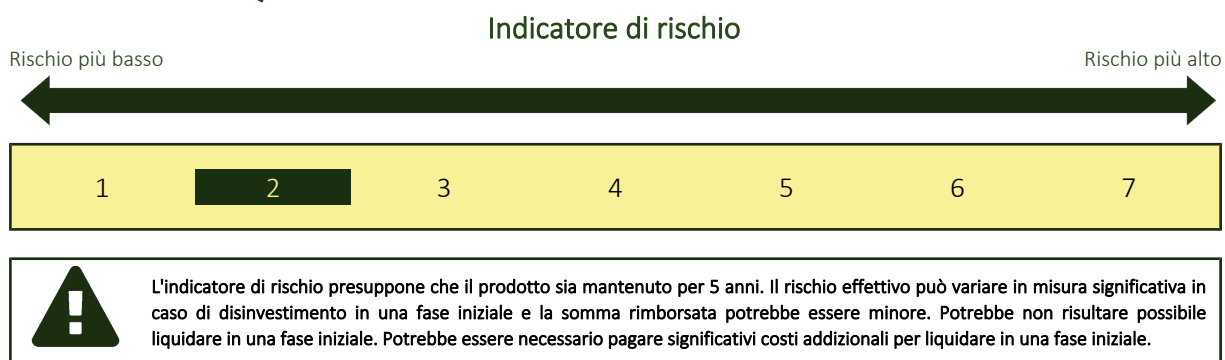 Indicatore di rischio
Rischio più basso
Rischio più alto
1 2 3 4 5 6 7
L'indicatore di rischio presuppone che il prodotto sia mantenuto per 5 anni. Il rischio effettivo può variare in misura significativa in
caso di disinvestimento in una fase iniziale e la somma rimborsata potrebbe essere minore. Potrebbe non risultare possibile
liquidare in una fase iniziale. Potrebbe essere necessario pagare significativi costi addizionali per liquidare in una fase iniziale.